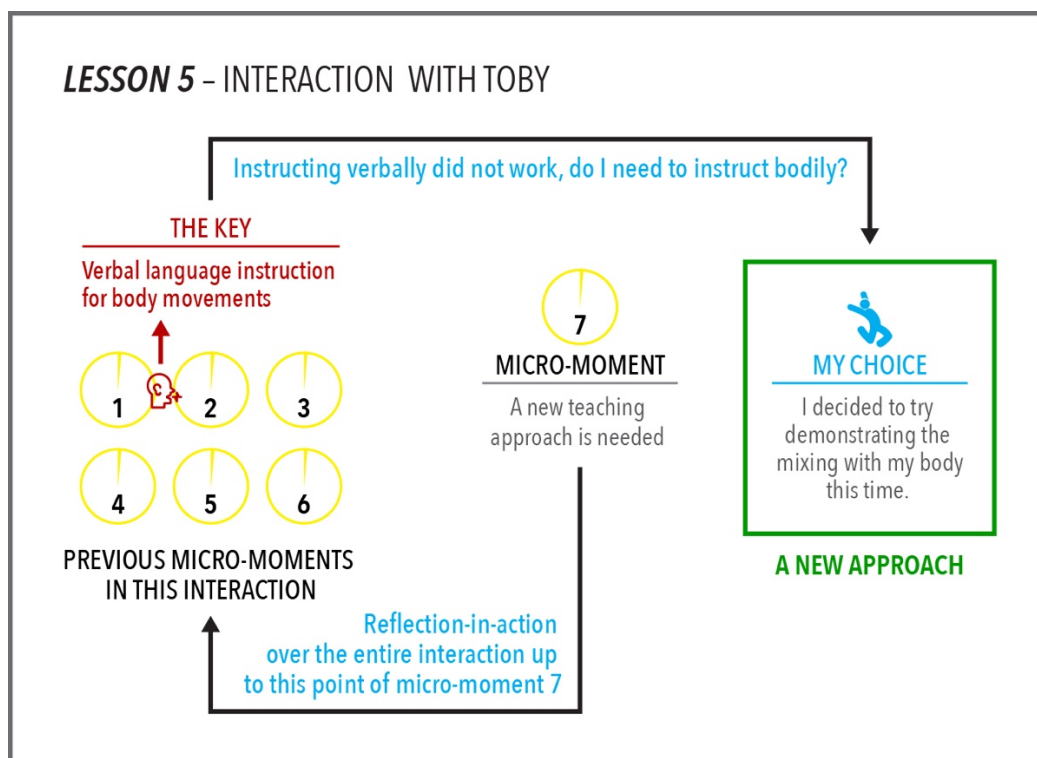 LESSON 5 – INTERACTION WITH TOBY
Instructing verbally did not work, do I need to instruct bodily?
THE KEY
Verbal language instruction
for body movements
1
2
3
4
5
6
PREVIOUS MICRO-MOMENTS
IN THIS INTERACTION
7
MICRO-MOMENT
A new teaching
approach is needed
Reflection-in-action
over the entire interaction up
to this point of micro-moment 7
MY CHOICE
I decided to try
demonstrating the
mixing with my body
this time.
A NEW APPROACH